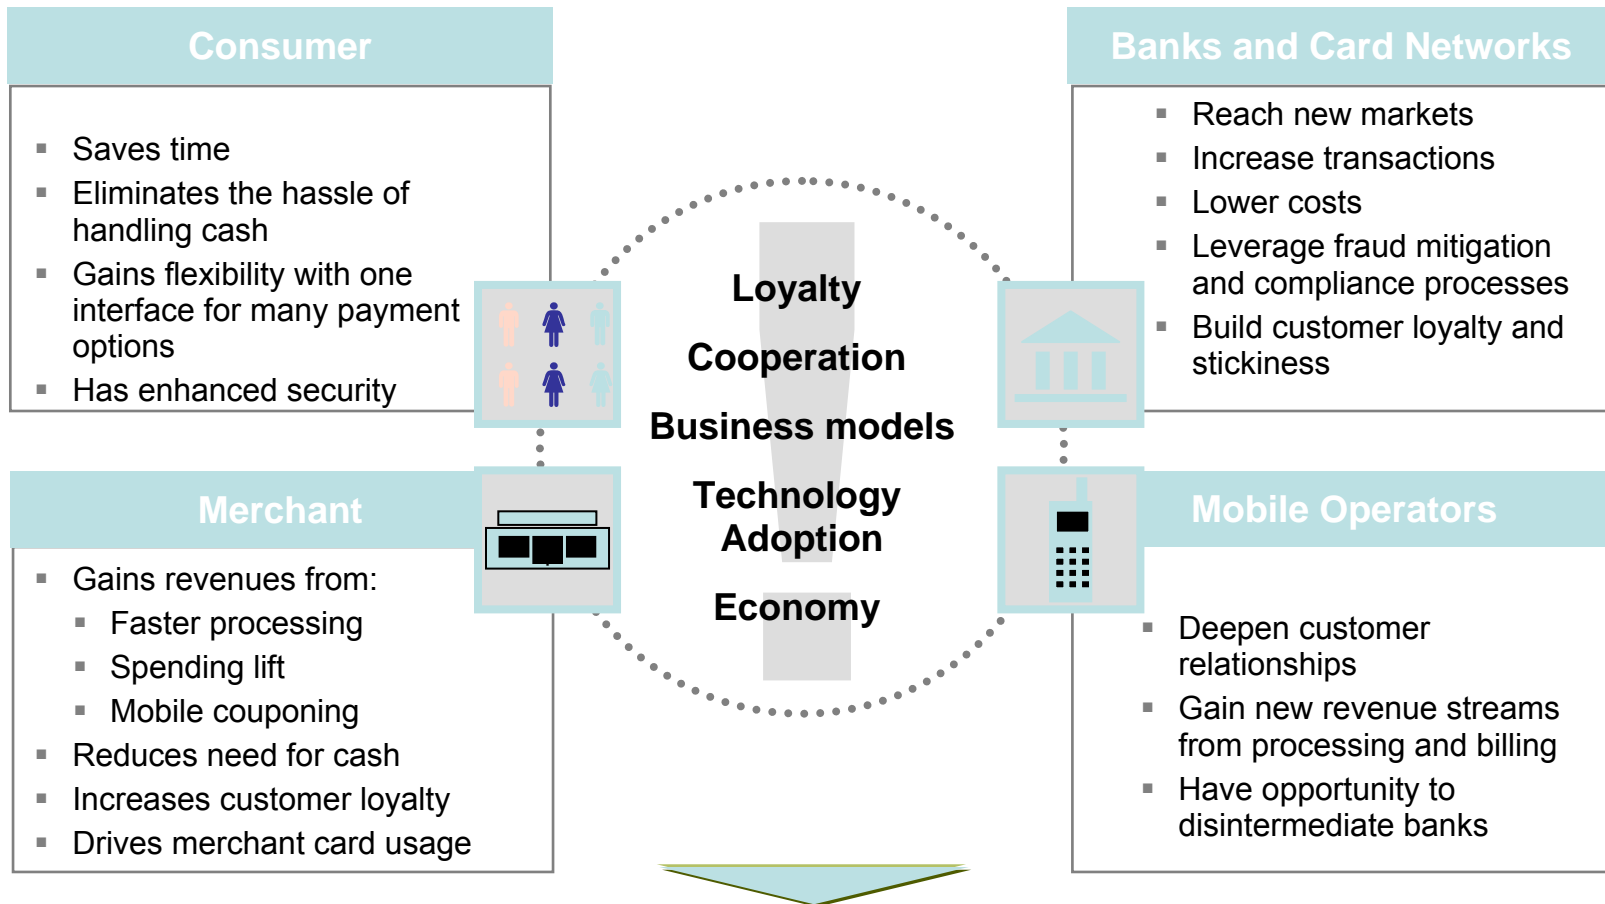 Consumer
Saves time
Eliminates the hassle of
handling cash
Gains flexibility with one
interface for many payment
options
Has enhanced security
Banks and Card Networks
Reach new markets
Increase transactions
Lower costs
Leverage fraud mitigation
and compliance processes
Build customer loyalty and
stickiness
Loyalty
Cooperation
Business models
Technology
Adoption
Economy
Merchant
Gains revenues from:
Faster processing
Spending lift
Mobile couponing
Reduces need for cash
Increases customer loyalty
Drives merchant card usage
Mobile Operators
Deepen customer
relationships
Gain new revenue streams
from processing and billing
Have opportunity to
disintermediate banks